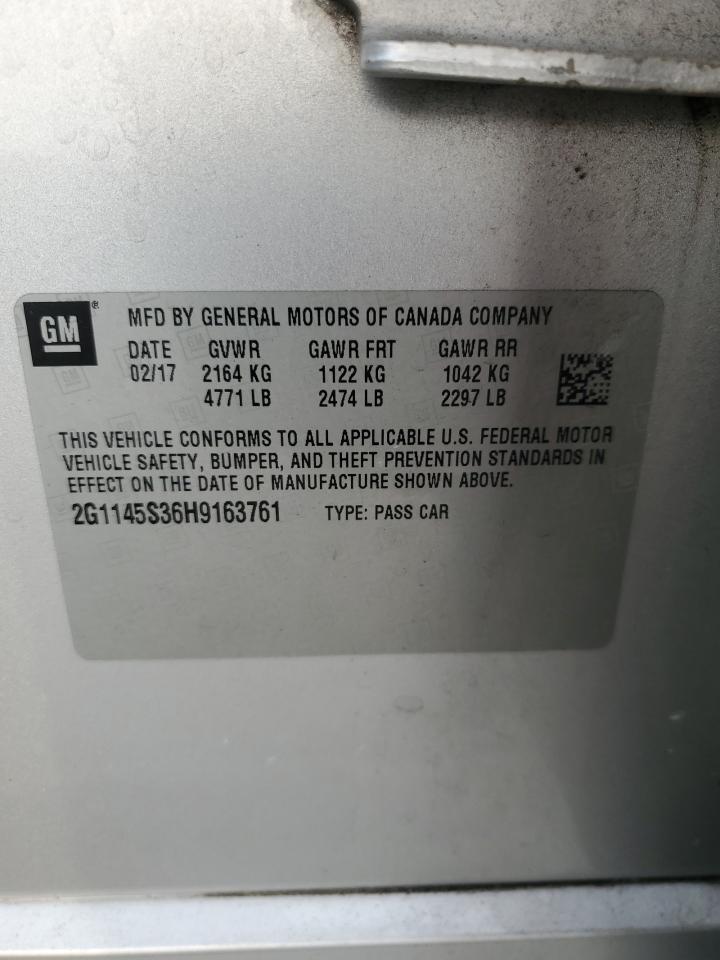 GM®
MFD BY GENERAL MOTORS OF CANADA COMPANY
DATE GVWR GAWR FRT GAWR RR
02/17 2164 KG 1122 KG 1042 KG
4771 LB 2474 LB 2297 LB
THIS VEHICLE CONFORMS TO ALL APPLICABLE U.S. FEDERAL MOTOR
VEHICLE SAFETY, BUMPER, AND THEFT PREVENTION STANDARDS IN
EFFECT ON THE DATE OF MANUFACTURE SHOWN ABOVE.
2G1145S36H9163761 TYPE: PASS CAR